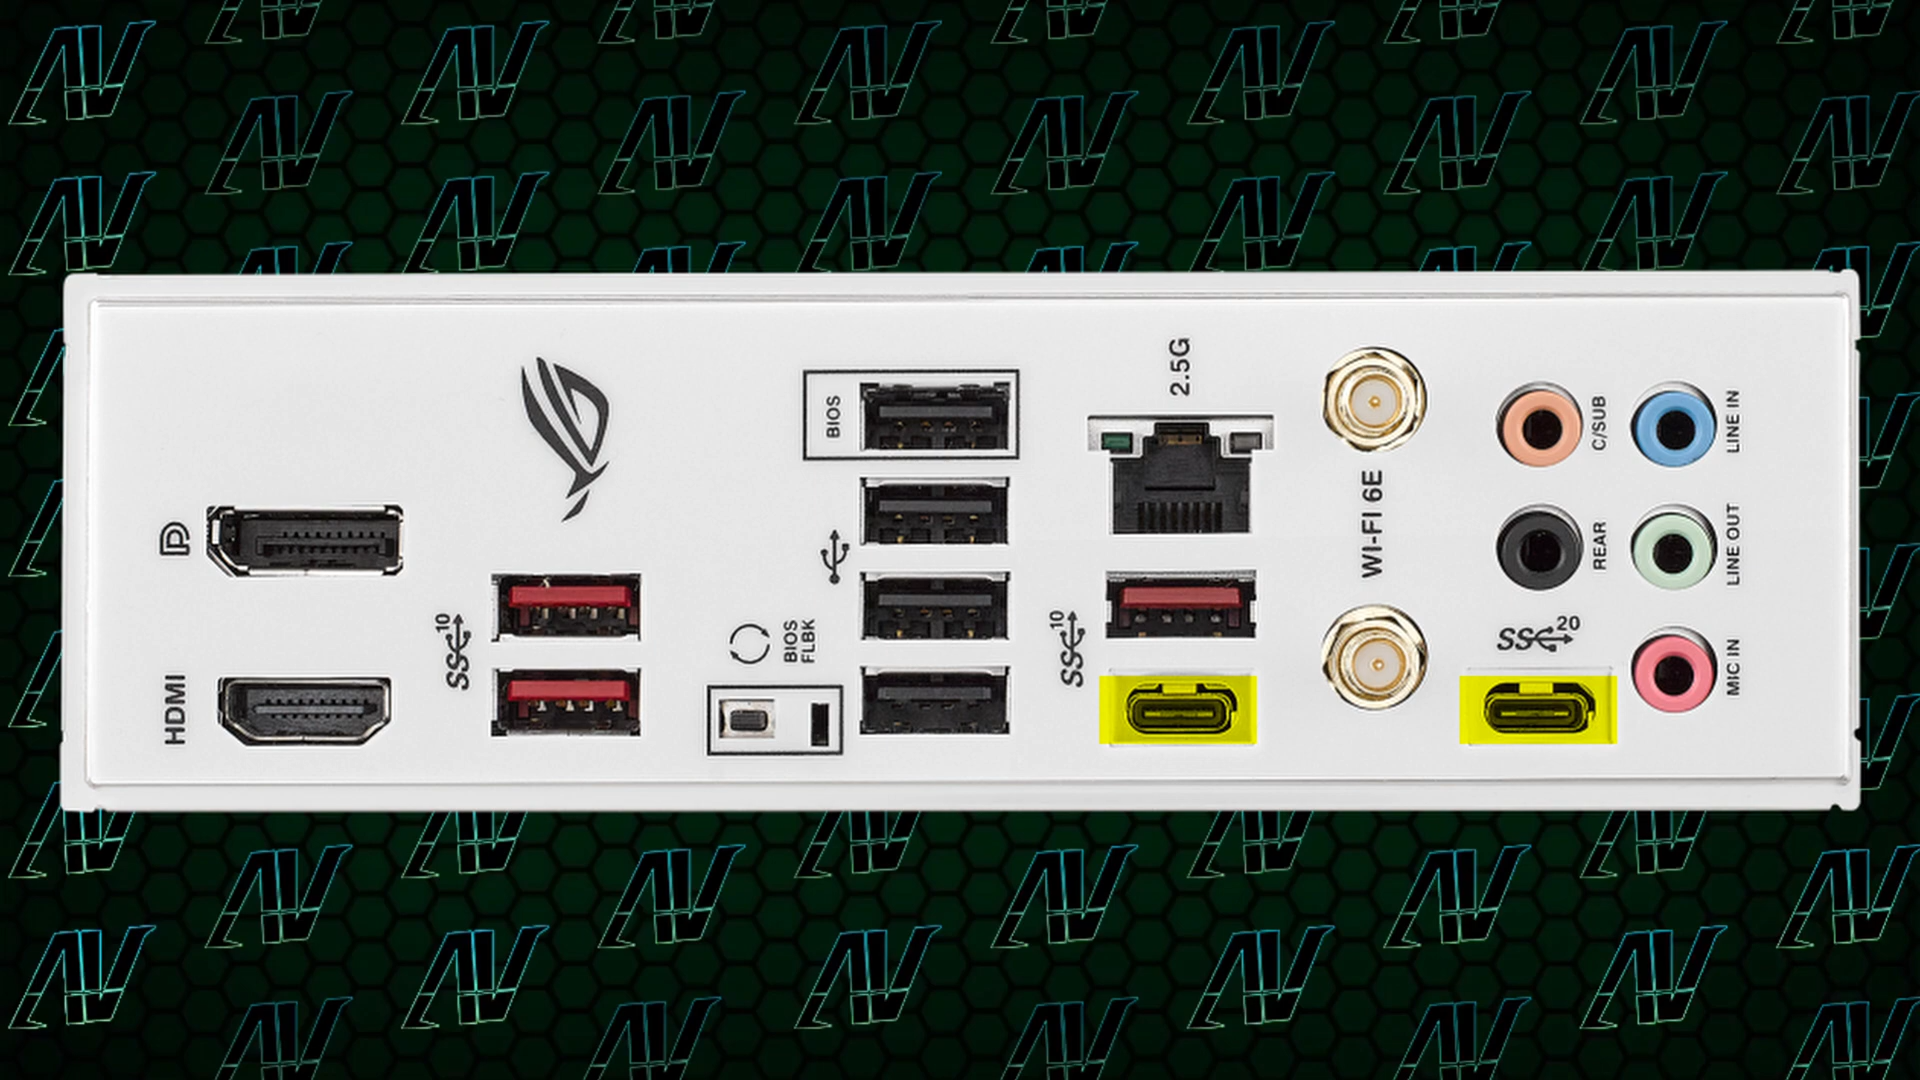 HDMI
SS 10
BIOS
FLBK
BIOS
SS 10
2.5G
WI-FI 6E
SS 20
C/SUB
REAR
LINE IN
LINE OUT
MIC IN